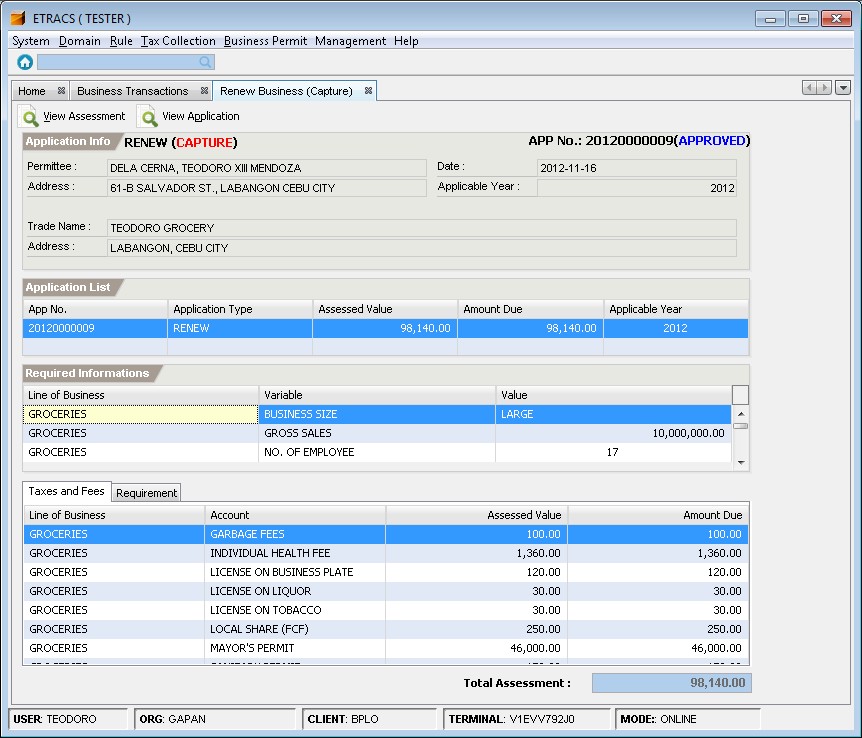 ETRACS ( TESTER )
System Domain Rule Tax Collection Business Permit Management Help
Home Business Transactions Renew Business (Capture)
View Assessment View Application
Application Info RENEW (CAPTURE) APP No.: 20120000009(APPROVED)
Permittee : DELA CERNA, TEODORO XIII MENDOZA Date : 2012-11-16
Address : 61-B SALVADOR ST., LABANGON CEBU CITY Applicable Year : 2012
Trade Name : TEODORO GROCERY
Address : LABANGON, CEBU CITY
Application List
App No. Application Type Assessed Value Amount Due Applicable Year
20120000009 RENEW 98,140.00 98,140.00 2012
Required Informations
Line of Business Variable Value
GROCERIES BUSINESS SIZE LARGE
GROCERIES GROSS SALES 10,000,000.00
GROCERIES NO. OF EMPLOYEE 17
Taxes and Fees Requirement
Line of Business Account Assessed Value Amount Due
GROCERIES GARBAGE FEES 100.00 100.00
GROCERIES INDIVIDUAL HEALTH FEE 1,360.00 1,360.00
GROCERIES LICENSE ON BUSINESS PLATE 120.00 120.00
GROCERIES LICENSE ON LIQUOR 30.00 30.00
GROCERIES LICENSE ON TOBACCO 30.00 30.00
GROCERIES LOCAL SHARE (FCF) 250.00 250.00
GROCERIES MAYOR'S PERMIT 46,000.00 46,000.00
Total Assessment : 98,140.00
USER: TEODORO ORG: GAPAN CLIENT: BPLO TERMINAL: V1EVV792J0 MODE:: ONLINE